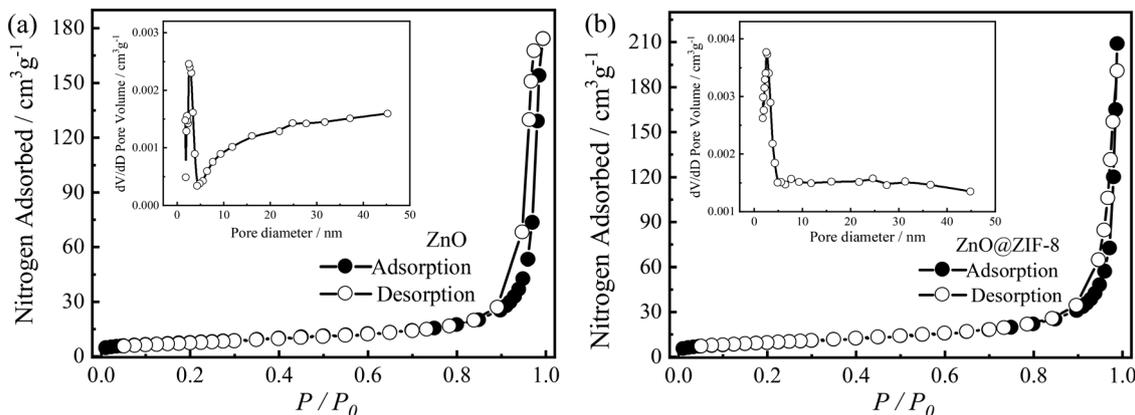 (a)
Nitrogen Adsorbed / cm³g⁻¹
180
150
120
90
60
30
0
0.0 0.2 0.4 0.6 0.8 1.0
P / P₀
dV/dD Pore Volume / cm³g⁻¹
0.003
0.002
0.001
0.000
0 10 20 30 40 50
Pore diameter / nm
ZnO
Adsorption
Desorption
(b)
Nitrogen Adsorbed / cm³g⁻¹
210
180
150
120
90
60
30
0
0.0 0.2 0.4 0.6 0.8 1.0
P / P₀
dV/dD Pore Volume / cm³g⁻¹
0.004
0.003
0.002
0.001
0 10 20 30 40 50
Pore diameter / nm
ZnO@ZIF-8
Adsorption
Desorption